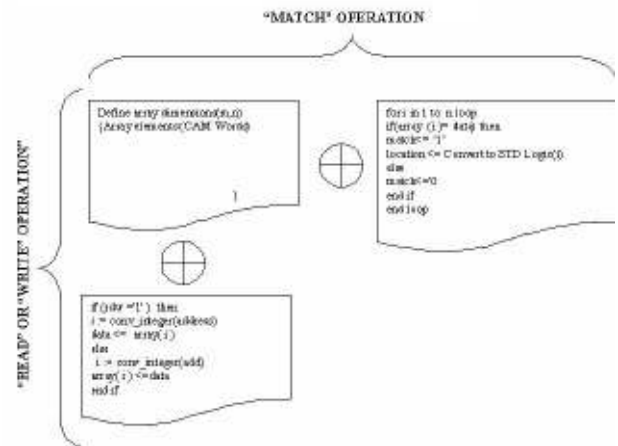 "MATCH" OPERATION
Define array dimensions(m,n)
{Array elements(CAM Words)
}
for i in 1 to n loop
if(array (i)= data) then
match<= '1'
location <= Convert to STD Logic(i)
else
match<='0
end if
end loop
"READ" OR "WRITE" OPERATION"
if (rdw ='1' ) then
i := conv_integer(address)
data <= array( i )
else
i := conv_integer(add)
array( i ) <=data
end if